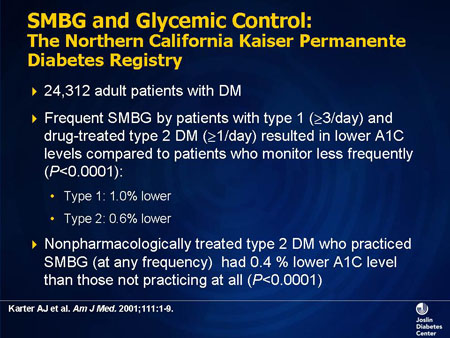 SMBG and Glycemic Control:
The Northern California Kaiser Permanente
Diabetes Registry
24,312 adult patients with DM
Frequent SMBG by patients with type 1 (≥3/day) and
drug-treated type 2 DM (≥1/day) resulted in lower A1C
levels compared to patients who monitor less frequently
(P<0.0001):
• Type 1: 1.0% lower
• Type 2: 0.6% lower
Nonpharmacologically treated type 2 DM who practiced
SMBG (at any frequency) had 0.4 % lower A1C level
than those not practicing at all (P<0.0001)
Karter AJ et al. Am J Med. 2001;111:1-9.
Joslin
Diabetes
Center